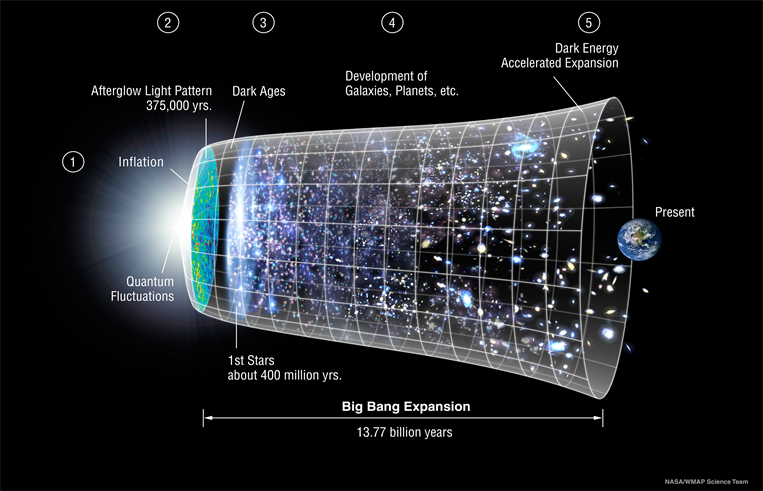 1
2
3
4
5
Afterglow Light Pattern
375,000 yrs.
Dark Ages
Development of
Galaxies, Planets, etc.
Dark Energy
Accelerated Expansion
Inflation
Quantum
Fluctuations
Present
1st Stars
about 400 million yrs.
Big Bang Expansion
13.77 billion years
NASA/WMAP Science Team